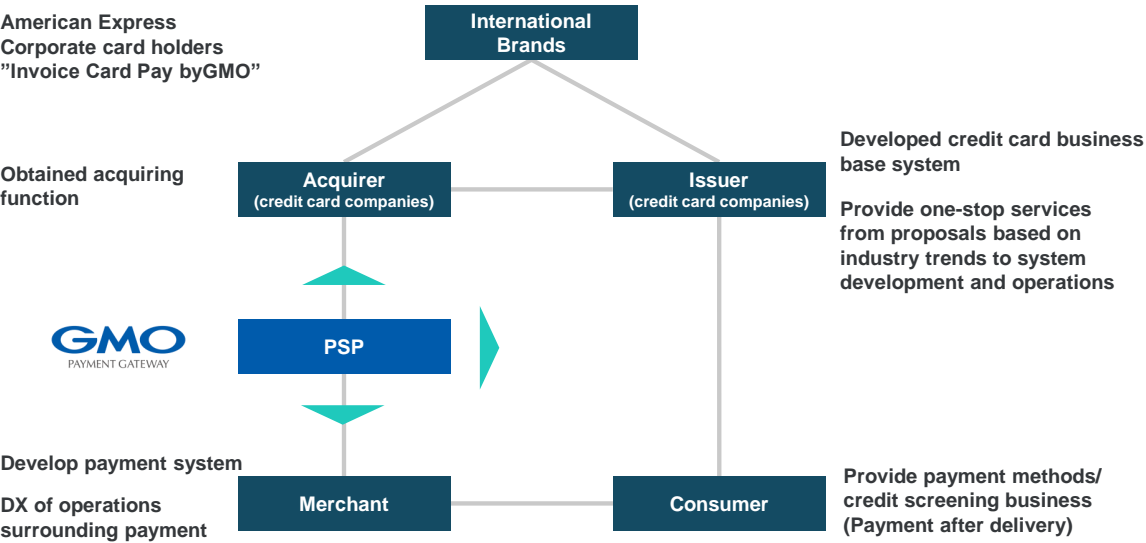 American Express
Corporate card holders
”Invoice Card Pay byGMO”
International
Brands
Obtained acquiring
function
Acquirer
(credit card companies)
Issuer
(credit card companies)
Developed credit card business
base system
Provide one-stop services
from proposals based on
industry trends to system
development and operations
GMO
PAYMENT GATEWAY
PSP
Develop payment system
DX of operations
surrounding payment
Merchant
Consumer
Provide payment methods/
credit screening business
(Payment after delivery)